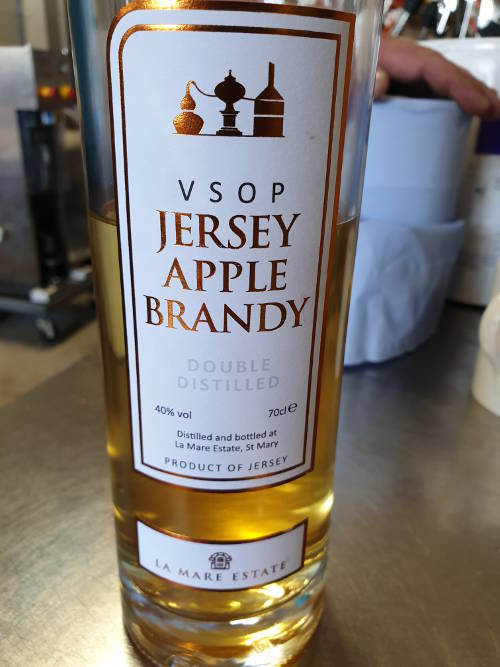 VSOP
JERSEY
APPLE
BRANDY
DOUBLE
DISTILLED
40% vol 70cl ℮
Distilled and bottled at
La Mare Estate, St Mary
PRODUCT OF JERSEY
LA MARE ESTATE